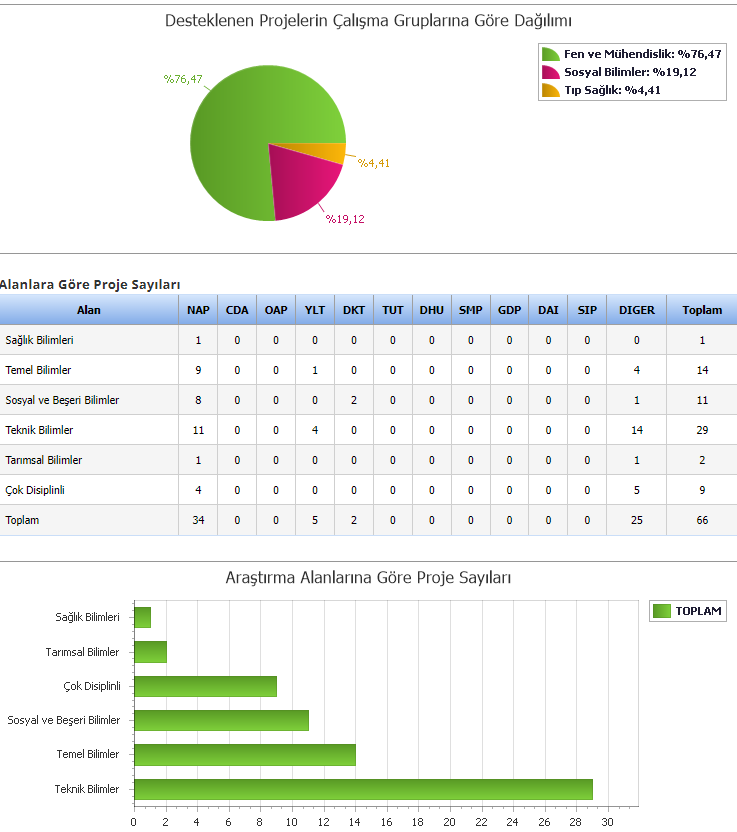 Desteklenen Projelerin Çalışma Gruplarına Göre Dağılımı
%76,47
%4,41
%19,12
Fen ve Mühendislik: %76,47
Sosyal Bilimler: %19,12
Tıp Sağlık: %4,41
Alanlara Göre Proje Sayıları
Alan NAP CDA OAP YLT DKT TUT DHU SMP GDP DAI SIP DIGER Toplam
Sağlık Bilimleri 1 0 0 0 0 0 0 0 0 0 0 0 1
Temel Bilimler 9 0 0 1 0 0 0 0 0 0 0 4 14
Sosyal ve Beşeri Bilimler 8 0 0 0 2 0 0 0 0 0 0 1 11
Teknik Bilimler 11 0 0 4 0 0 0 0 0 0 0 14 29
Tarımsal Bilimler 1 0 0 0 0 0 0 0 0 0 0 1 2
Çok Disiplinli 4 0 0 0 0 0 0 0 0 0 0 5 9
Toplam 34 0 0 5 2 0 0 0 0 0 0 25 66
Araştırma Alanlarına Göre Proje Sayıları
TOPLAM
Sağlık Bilimleri
Tarımsal Bilimler
Çok Disiplinli
Sosyal ve Beşeri Bilimler
Temel Bilimler
Teknik Bilimler
0 2 4 6 8 10 12 14 16 18 20 22 24 26 28 30